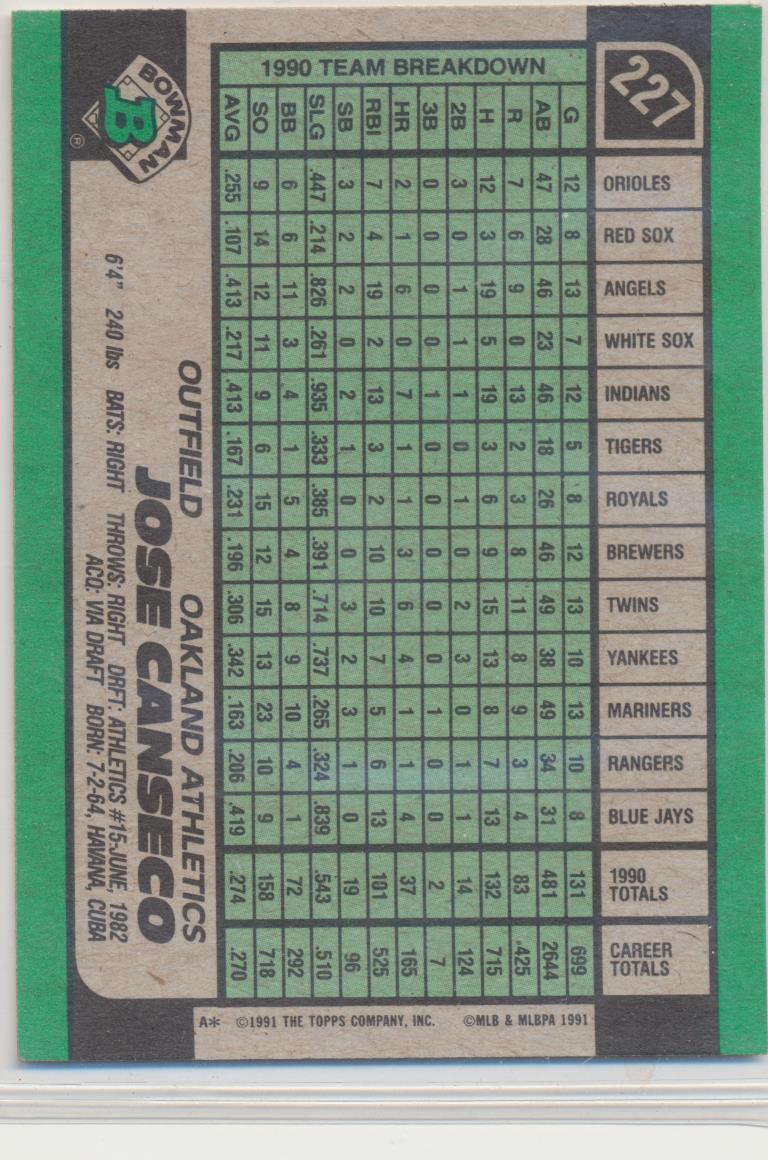 227
BOWMAN
B
®
OUTFIELD OAKLAND ATHLETICS
JOSE CANSECO
6'4" 240 lbs BATS: RIGHT THROWS: RIGHT DRFT: ATHLETICS #15-JUNE, 1982
ACQ: VIA DRAFT BORN: 7-2-64, HAVANA, CUBA
1990 TEAM BREAKDOWN
G AB R H 2B 3B HR RBI SB SLG BB SO AVG
ORIOLES 12 47 7 12 3 0 2 7 3 .447 6 9 .255
RED SOX 8 28 6 3 0 0 1 4 2 .214 6 14 .107
ANGELS 13 46 9 19 1 0 6 19 2 .826 11 12 .413
WHITE SOX 7 23 0 5 1 0 0 2 0 .261 3 11 .217
INDIANS 12 46 13 19 1 1 7 13 2 .935 4 9 .413
TIGERS 5 18 2 3 0 0 1 3 1 .333 1 6 .167
ROYALS 8 26 3 6 1 0 1 2 0 .385 5 15 .231
BREWERS 12 46 8 9 0 0 3 10 0 .391 4 12 .196
TWINS 13 49 11 15 2 0 6 10 3 .714 8 15 .306
YANKEES 10 38 8 13 3 0 4 7 2 .737 9 13 .342
MARINERS 13 49 9 8 0 1 1 5 3 .265 10 23 .163
RANGERS 10 34 3 7 1 0 1 6 1 .324 4 10 .206
BLUE JAYS 8 31 4 13 1 0 4 13 0 .839 1 9 .419
1990 TOTALS 131 481 83 132 14 2 37 101 19 .543 72 158 .274
CAREER TOTALS 699 2644 .425 715 124 7 165 525 96 .510 292 718 .270
A* ©1991 THE TOPPS COMPANY, INC. ©MLB & MLBPA 1991